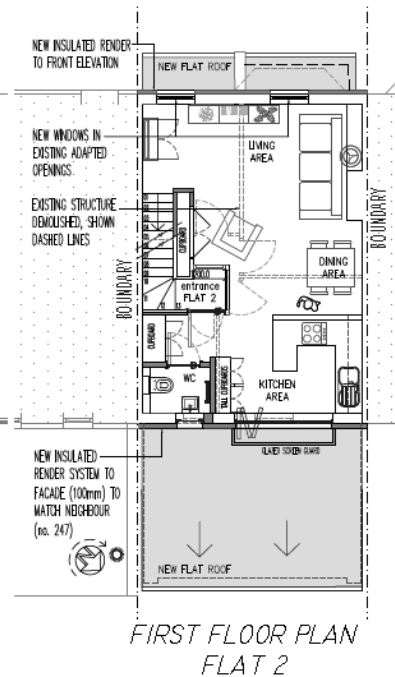 NEW INSULATED RENDER
TO FRONT ELEVATION
NEW FLAT ROOF
NEW WINDOWS IN
EXISTING ADAPTED
OPENINGS
LIVING
AREA
EXISTING STRUCTURE
DEMOLISHED, SHOWN
DASHED LINES
CUPBOARD
BOUNDARY
BOUNDARY
DINING
AREA
entrance
FLAT 2
CUPBOARD
WC
TALL CUPBOARDS
KITCHEN
AREA
NEW INSULATED
RENDER SYSTEM TO
FACADE (100mm) TO
MATCH NEIGHBOUR
(no. 247)
NEW FLAT ROOF
FIRST FLOOR PLAN
FLAT 2